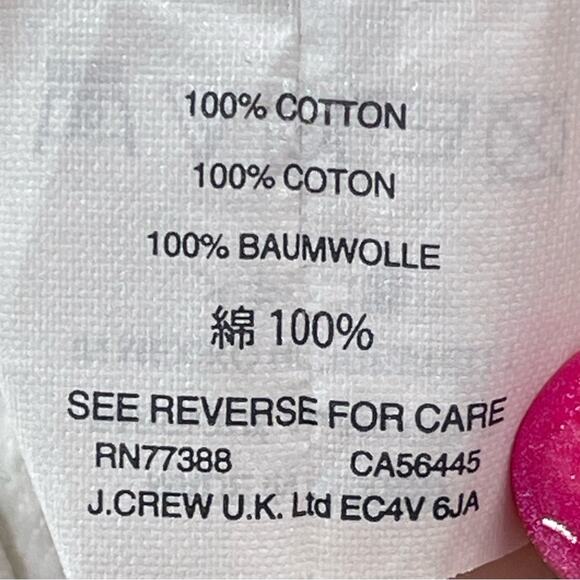 100% COTTON
100% COTON
100% BAUMWOLLE
綿 100%
SEE REVERSE FOR CARE
RN77388 CA56445
J.CREW U.K. Ltd EC4V 6JA